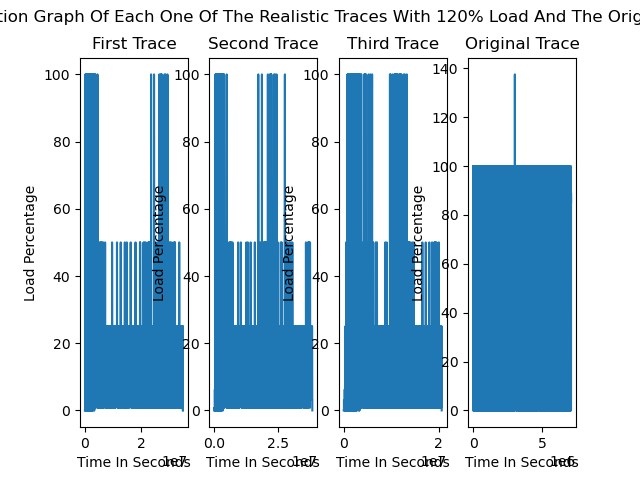 tion Graph Of Each One Of The Realistic Traces With 120% Load And The Orig
First Trace Second Trace Third Trace Original Trace
Load Percentage
100
80
60
40
20
0
0 2
1e7
Time In Seconds
Load Percentage
100
80
60
40
20
0
0.0 2.5
1e7
Time In Seconds
Load Percentage
100
80
60
40
20
0
0 2
1e7
Time In Seconds
Load Percentage
140
120
100
80
60
40
20
0
0 5
1e6
Time In Seconds